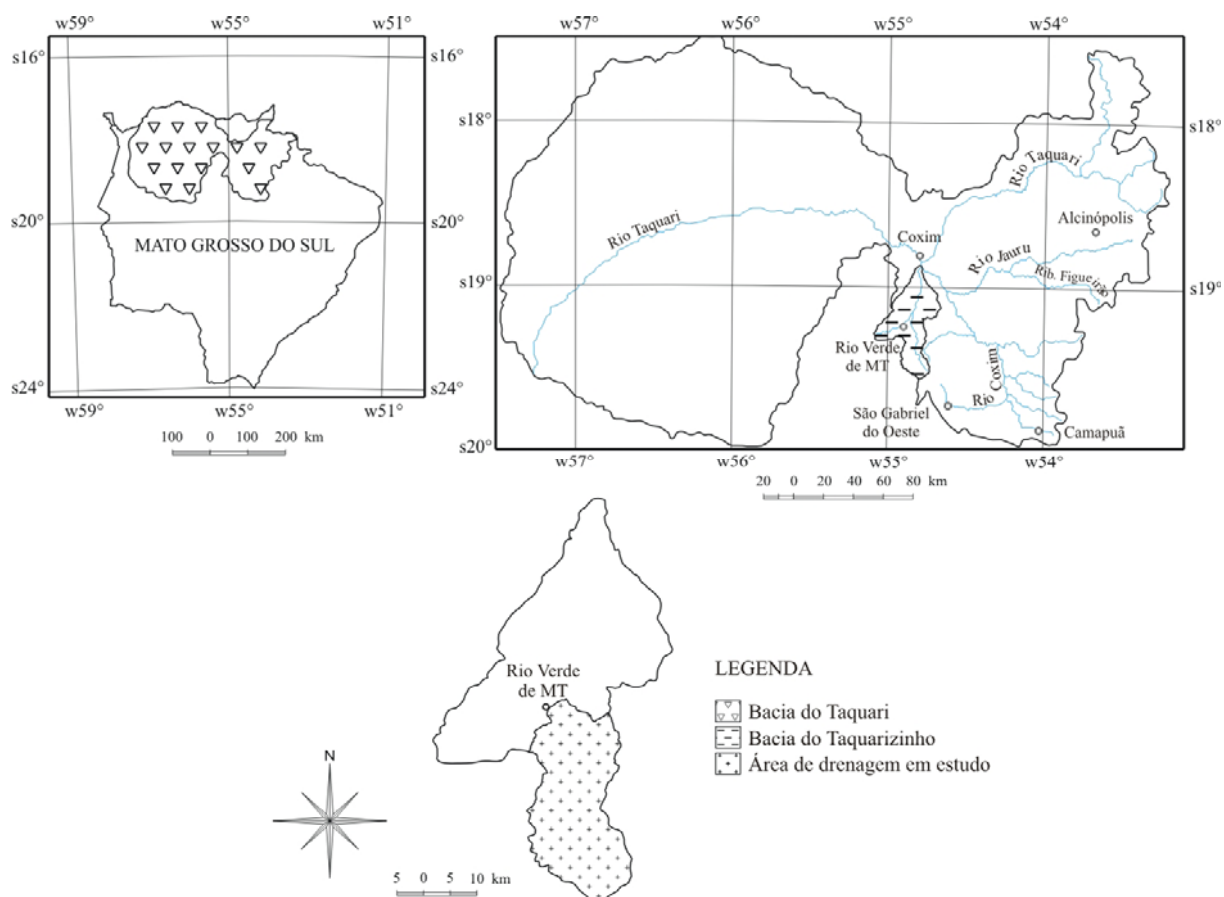 w59° w55° w51°
s16° s16°
s20° s20°
MATO GROSSO DO SUL
s24° s24°
w59° w55° w51°
100 0 100 200 km
w57° w56° w55° w54°
s18° s18°
Rio Taquari
Alcinópolis
Rio Taquari
Coxim
Rio Jauru
Rib. Figueirão
s19° s19°
Rio Verde
de MT
Rio Coxim
São Gabriel
do Oeste
Camapuã
s20° s20°
w57° w56° w55° w54°
20 0 20 40 60 80 km
Rio Verde
de MT
LEGENDA
Bacia do Taquari
Bacia do Taquarizinho
Área de drenagem em estudo
N
5 0 5 10 km